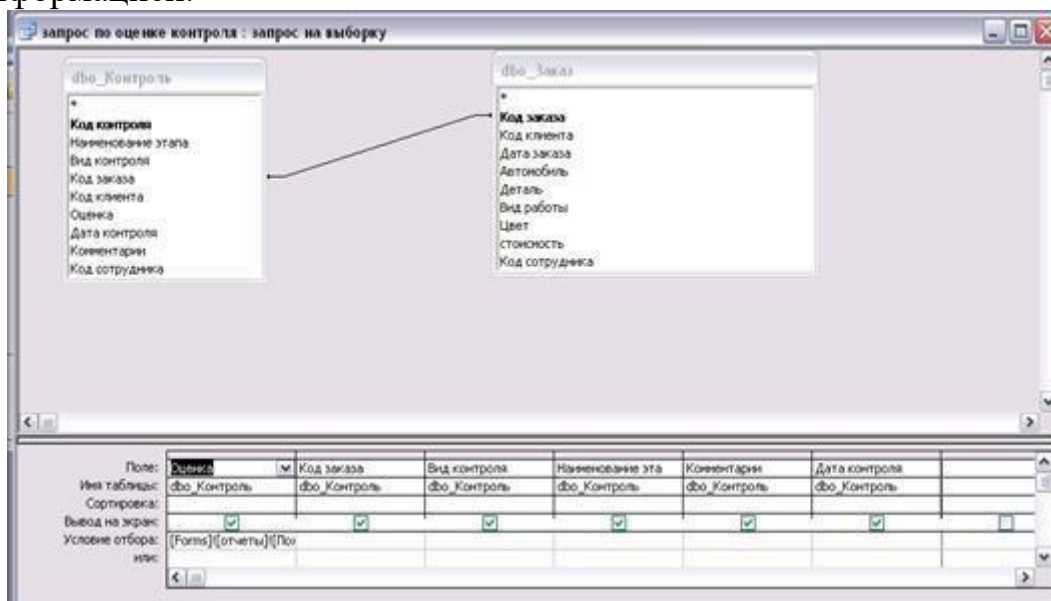 запрос по оценке контроля : запрос на выборку
dbo_Контроль
*
Код контроля
Наименование этапа
Вид контроля
Код заказа
Код клиента
Оценка
Дата контроля
Комментарии
Код сотрудника
dbo_Заказ
*
Код заказа
Код клиента
Дата заказа
Автомобиль
Деталь
Вид работы
Цвет
стоисность
Код сотрудника
Поле: Оценка Код заказа Вид контроля Наименование эта Комментарии Дата контроля
Имя таблицы: dbo_Контроль dbo_Контроль dbo_Контроль dbo_Контроль dbo_Контроль dbo_Контроль
Сортировка:
Вывод на экран:
Условие отбора: [Forms]![отчеты]![Пол
или: